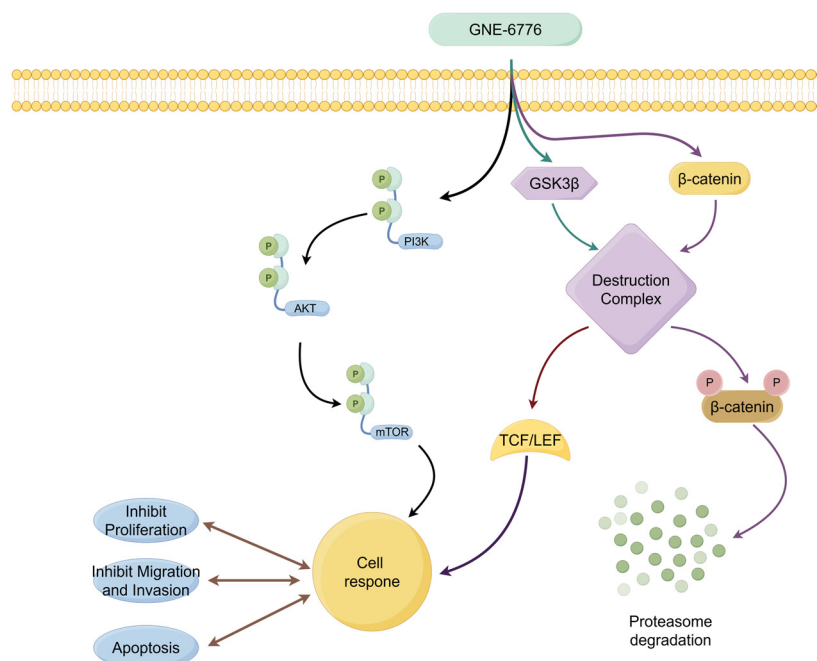 GNE-6776
P
P
PI3K
GSK3β
β-catenin
P
P
AKT
Destruction
Complex
P
P
mTOR
P
P
β-catenin
TCF/LEF
Inhibit
Proliferation
Inhibit Migration
and Invasion
Apoptosis
Cell
respone
Proteasome
degradation